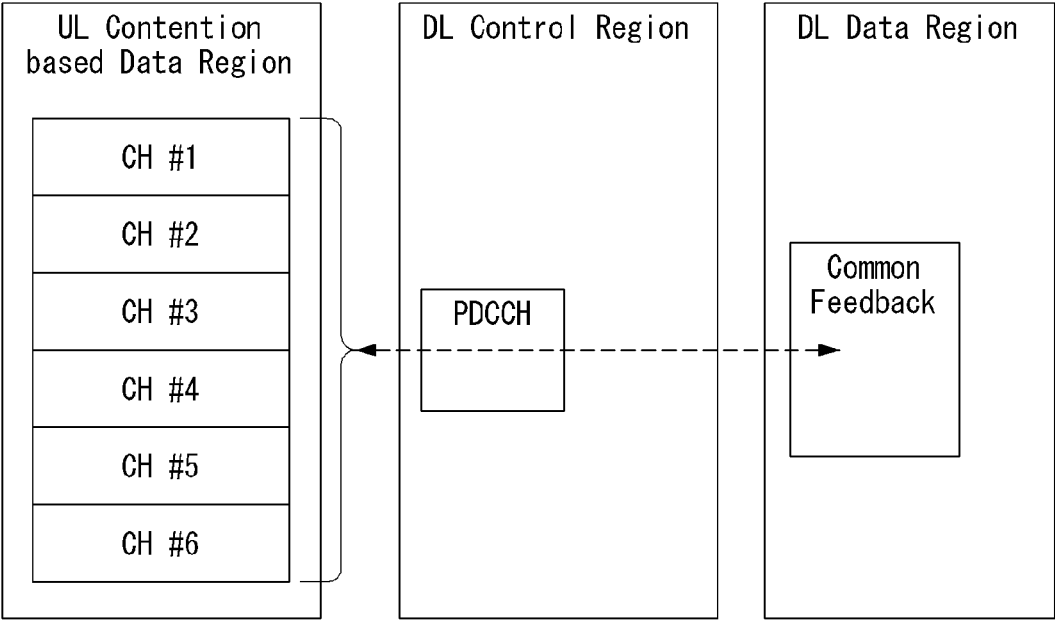 UL Contention
based Data Region
CH #1
CH #2
CH #3
CH #4
CH #5
CH #6
DL Control Region
PDCCH
DL Data Region
Common
Feedback